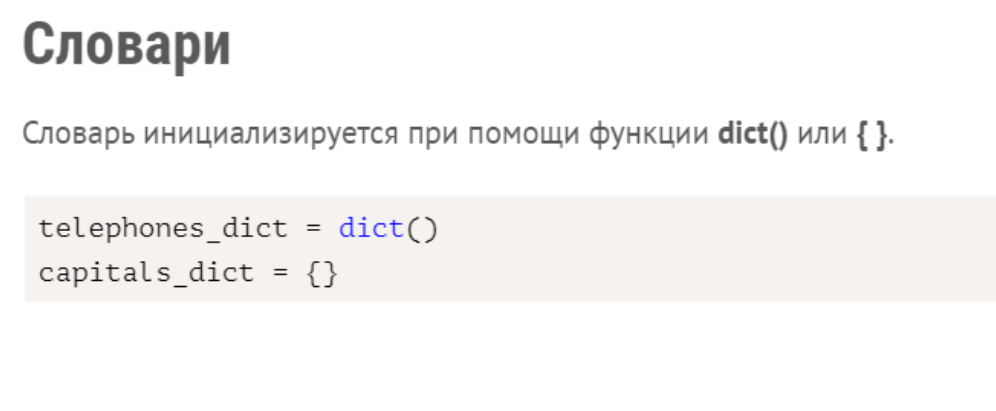 Словари
Словарь инициализируется при помощи функции dict() или { }.
telephones_dict = dict()
capitals_dict = {}